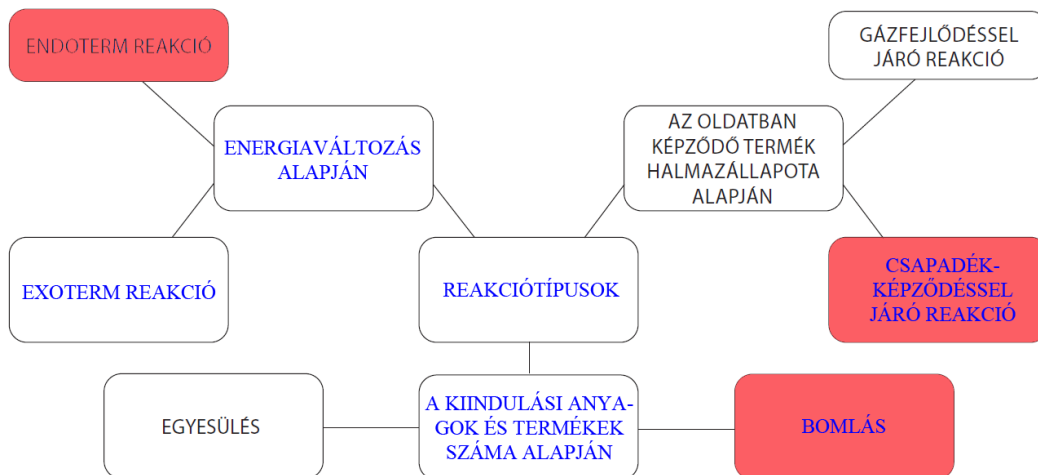 ENDOTERM REAKCIÓ
GÁZFEJLŐDÉSSEL
JÁRÓ REAKCIÓ
ENERGIAVÁLTOZÁS
ALAPJÁN
AZ OLDATBAN
KÉPZŐDŐ TERMÉK
HALMAZÁLLAPOTA
ALAPJÁN
EXOTERM REAKCIÓ
REAKCIÓTÍPUSOK
CSAPADÉK-
KÉPZŐDÉSSEL
JÁRÓ REAKCIÓ
EGYESÜLÉS
A KIINDULÁSI ANYA-
GOK ÉS TERMÉKEK
SZÁMA ALAPJÁN
BOMLÁS